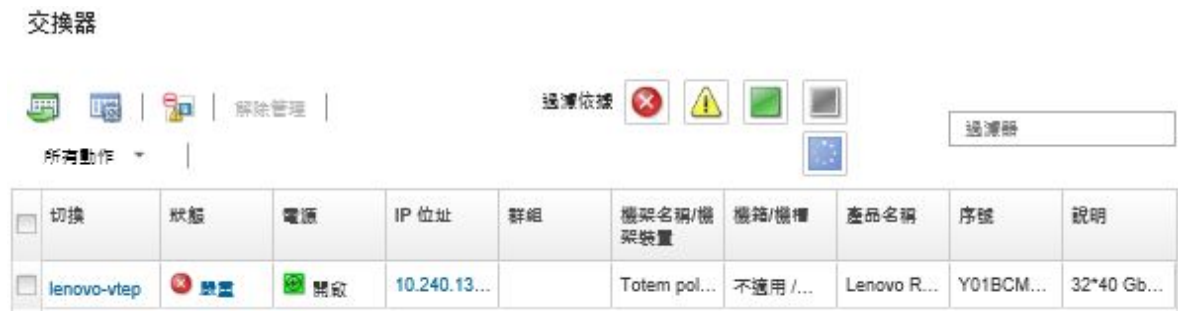 交換器
解除管理
過濾依據
過濾器
所有動作
切換 狀態 電源 IP 位址 群組 機架名稱/機架裝置 機箱/機櫃 產品名稱 序號 說明
lenovo-vtep 嚴重 開啟 10.240.13... Totem pol... 不適用 /... Lenovo R... Y01BCM... 32*40 Gb...